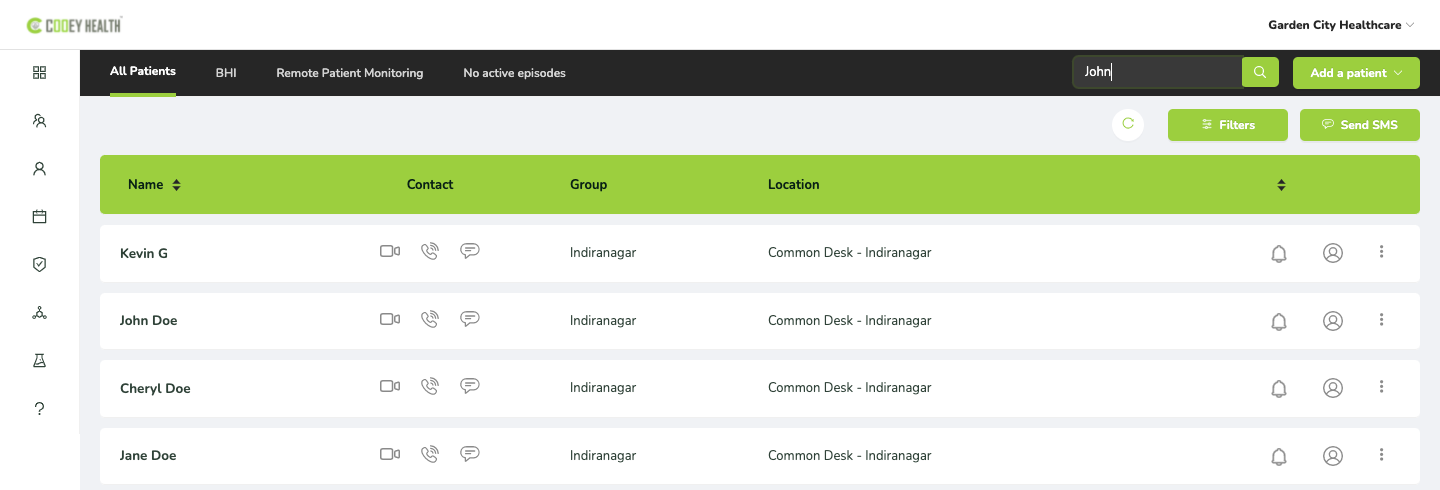 COOEY HEALTH
Garden City Healthcare
All Patients BHI Remote Patient Monitoring No active episodes John Add a patient
Filters Send SMS
Name Contact Group Location
Kevin G Indiranagar Common Desk - Indiranagar
John Doe Indiranagar Common Desk - Indiranagar
Cheryl Doe Indiranagar Common Desk - Indiranagar
Jane Doe Indiranagar Common Desk - Indiranagar